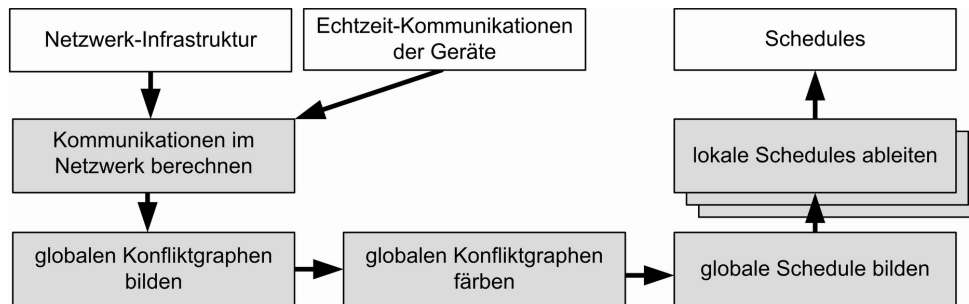 Netzwerk-Infrastruktur
Echtzeit-Kommunikationen
der Geräte
Schedules
Kommunikationen im
Netzwerk berechnen
lokale Schedules ableiten
globalen Konfliktgraphen
bilden
globalen Konfliktgraphen
färben
globale Schedule bilden